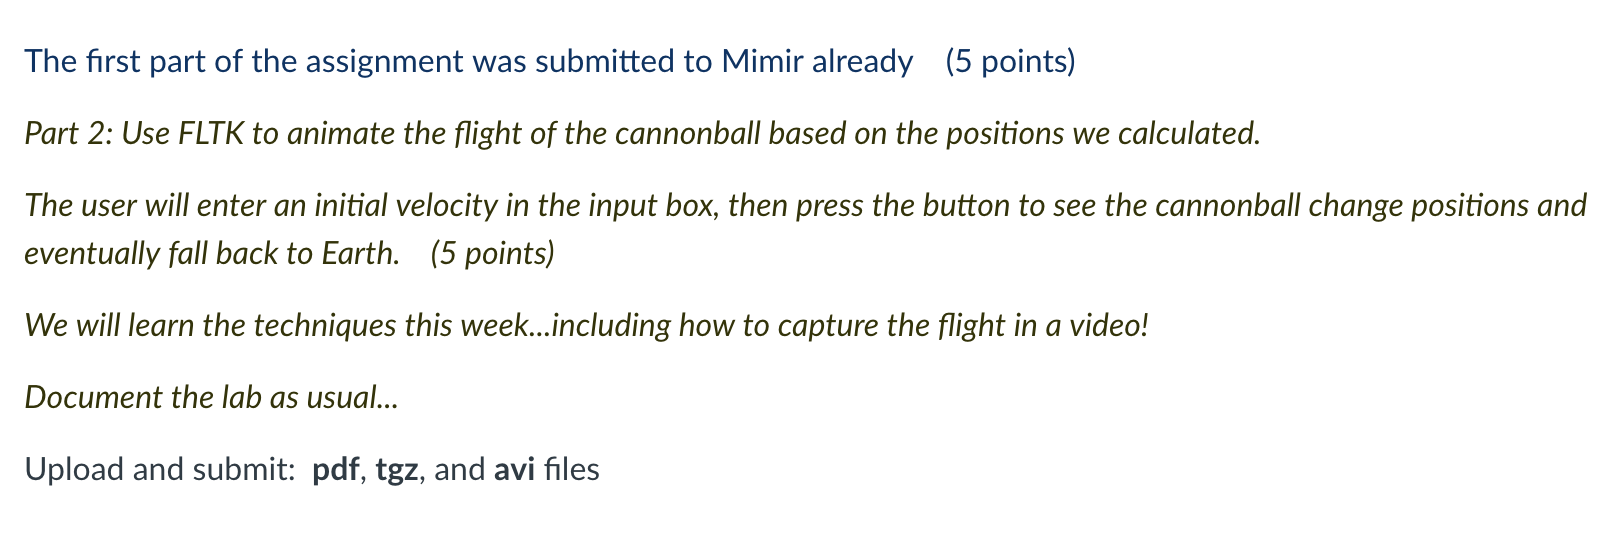 The first part of the assignment was submitted to Mimir already (5 points)
Part 2: Use FLTK to animate the flight of the cannonball based on the positions we calculated.
The user will enter an initial velocity in the input box, then press the button to see the cannonball change positions and
eventually fall back to Earth. (5 points)
We will learn the techniques this week...including how to capture the flight in a video!
Document the lab as usual...
Upload and submit: pdf, tgz, and avi files